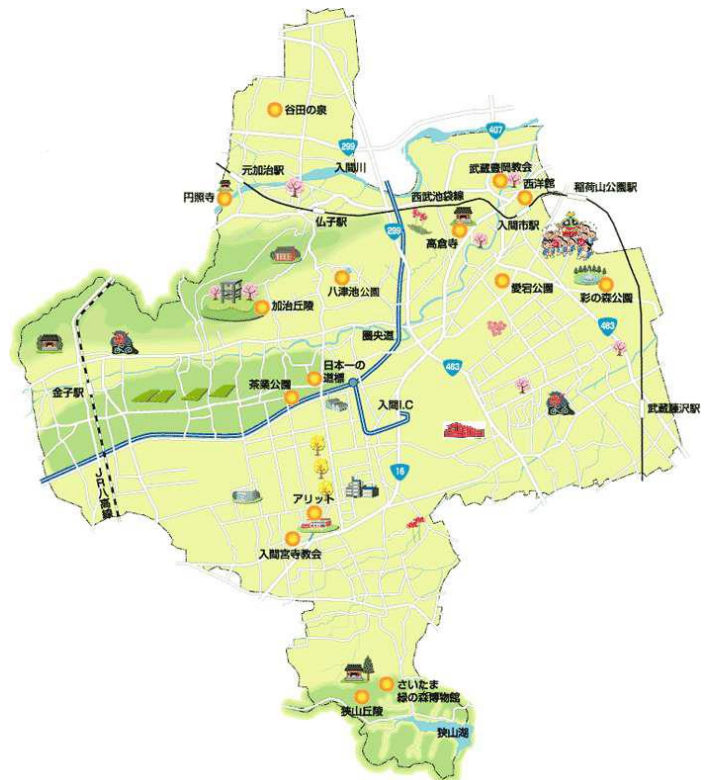 谷田の泉
299
407
元加治駅
入間川
武蔵豊岡教会
円照寺
西武池袋線
西洋館
稲荷山公園駅
仏子駅
299
高倉寺
入間市駅
八津池公園
愛宕公園
彩の森公園
加治丘陵
圏央道
463
日本一の
道標
463
金子駅
茶業公園
入間I.C
武蔵藤沢駅
JR八高線
16
アリット
入間宮寺教会
さいたま
緑の森博物館
狭山丘陵
狭山湖